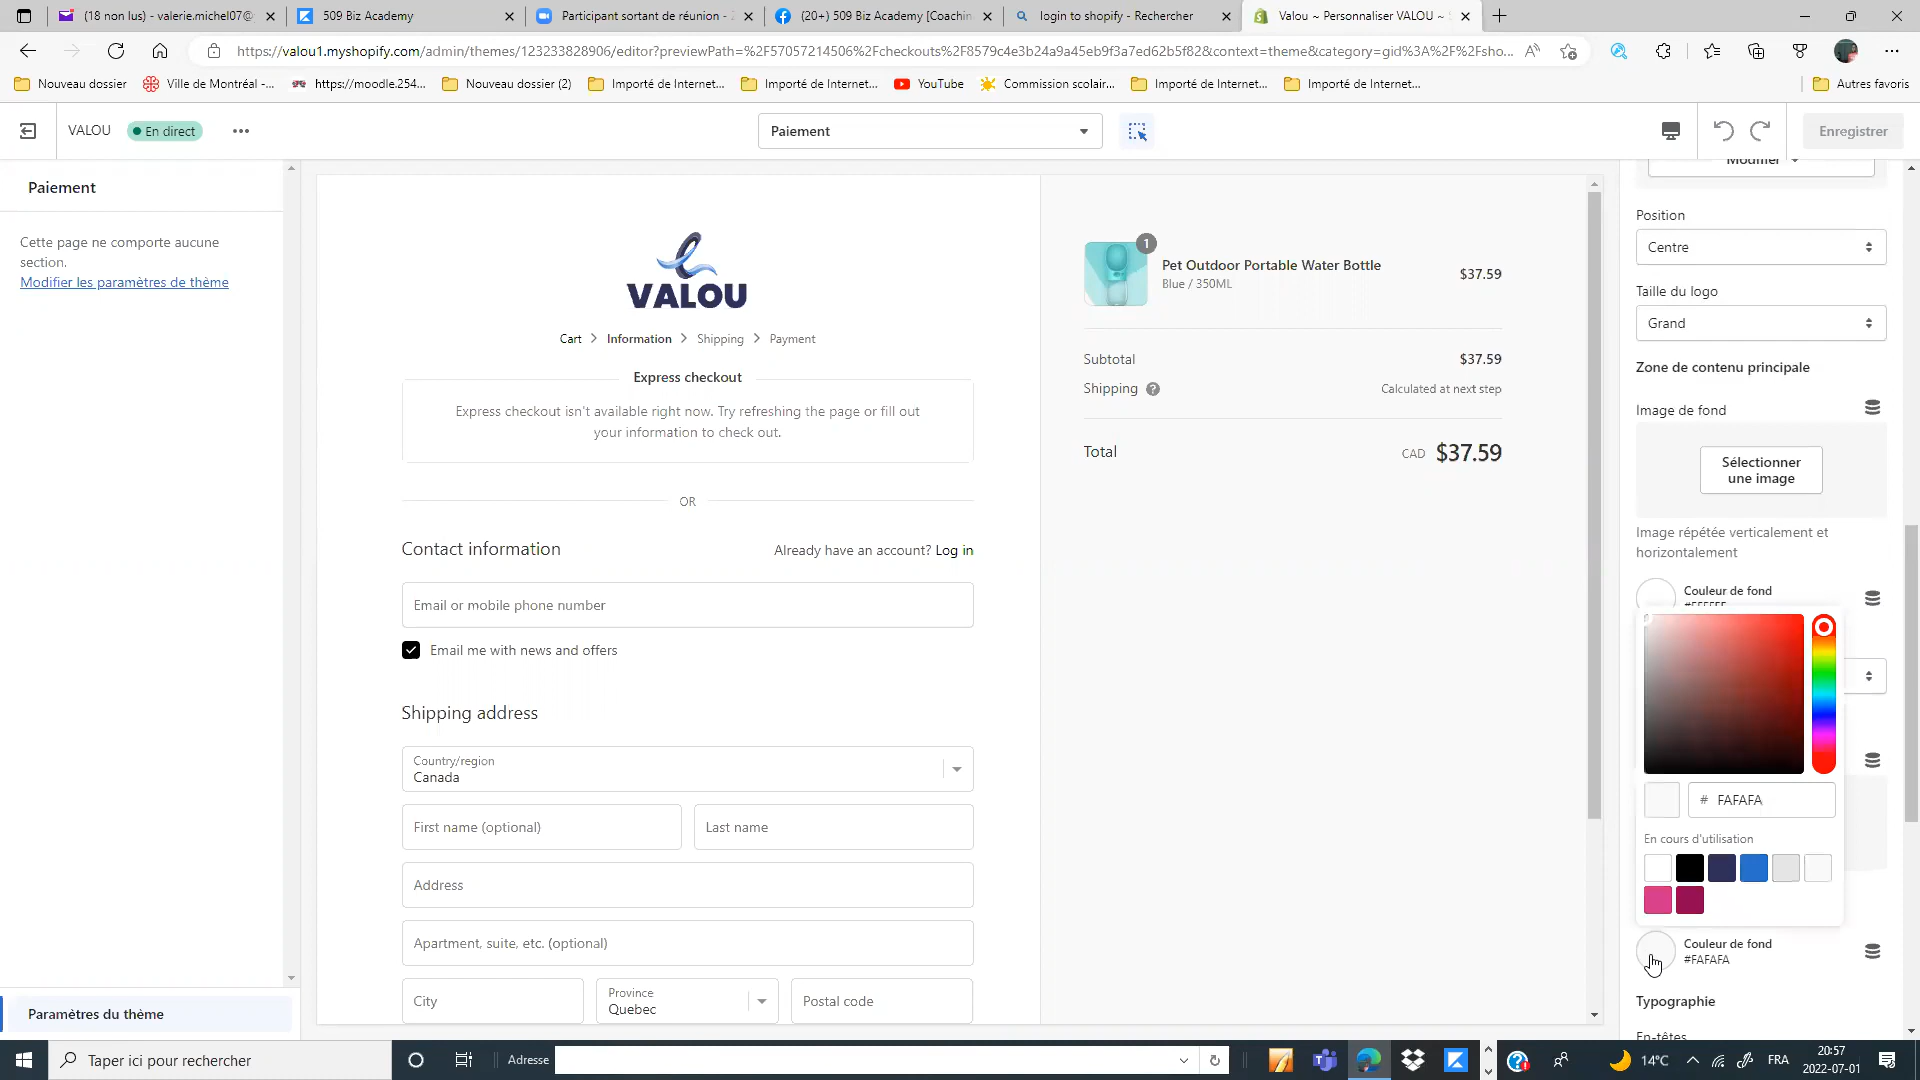 (18 non lus) - valerie.michel07@
509 Biz Academy
Participant sortant de réunion -
(20+) 509 Biz Academy [Coachin
login to shopify - Rechercher
Valou ~ Personnaliser VALOU ~
https://valou1.myshopify.com/admin/themes/123233828906/editor?previewPath=%2F57057214506%2Fcheckouts%2F8579c4e3b24a9a45eb9f3a7ed62b5f82&context=theme&category=gid%3A%2F%2Fsho...
Nouveau dossier
Ville de Montréal -...
https://moodle.254...
Nouveau dossier (2)
Importé de Internet...
Importé de Internet...
YouTube
Commission scolair...
Importé de Internet...
Importé de Internet...
Autres favoris
VALOU
En direct
Paiement
Enregistrer
Paiement
Cette page ne comporte aucune
section.
Modifier les paramètres de thème
Paramètres du thème
VALOU
Cart > Information > Shipping > Payment
Express checkout
Express checkout isn't available right now. Try refreshing the page or fill out
your information to check out.
OR
Contact information
Already have an account? Log in
Email or mobile phone number
Email me with news and offers
Shipping address
Country/region
Canada
First name (optional)
Last name
Address
Apartment, suite, etc. (optional)
City
Province
Quebec
Postal code
1
Pet Outdoor Portable Water Bottle
Blue / 350ML
$37.59
Subtotal
$37.59
Shipping ?
Calculated at next step
Total
CAD $37.59
Modifier
Position
Centre
Taille du logo
Grand
Zone de contenu principale
Image de fond
Sélectionner
une image
Image répétée verticalement et
horizontalement
Couleur de fond
#FFFFFF
# FAFAFA
En cours d'utilisation
Couleur de fond
#FAFAFA
Typographie
En-têtes
Taper ici pour rechercher
Adresse
14°C
FRA
20:57
2022-07-01